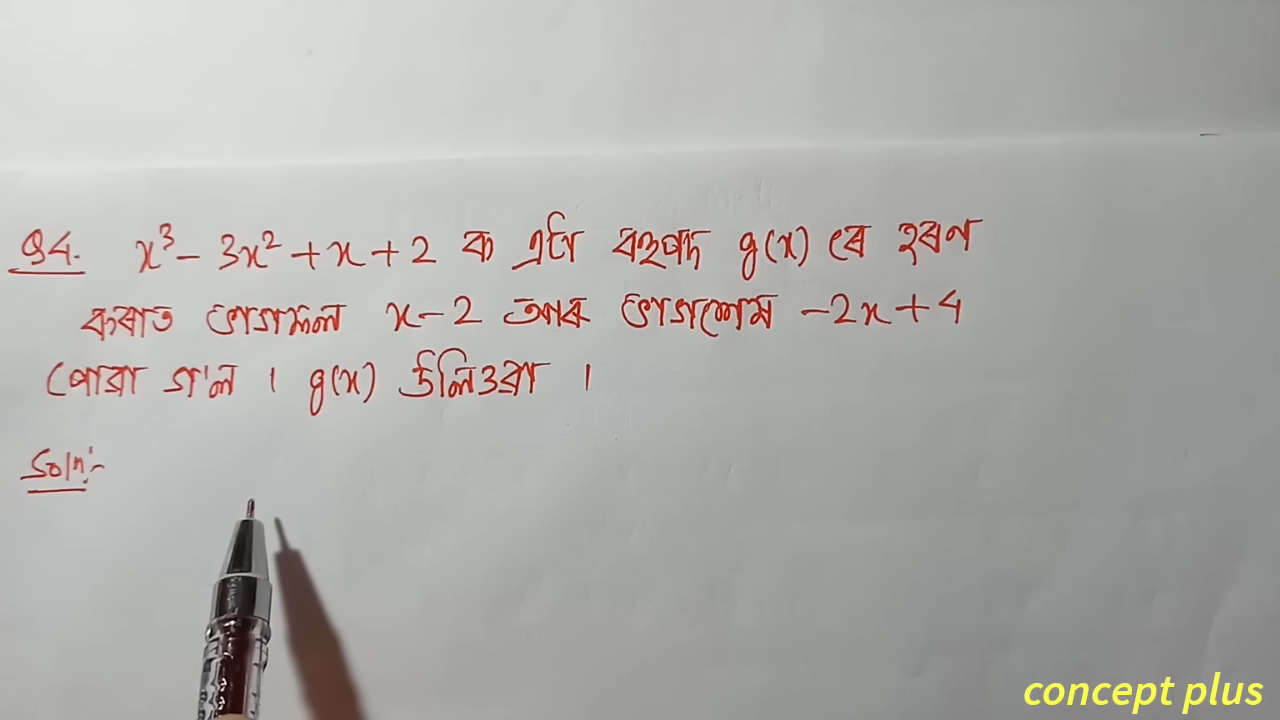 Q4. x³ - 3x² + x + 2 ক এটা বহুপদ g(x) ৰে হৰণ
কৰাত ভাগফল x - 2 আৰু ভাগশেষ -2x + 4
পোৱা গ'ল । g(x) উলিওৱা ।
Soln:-
concept plus